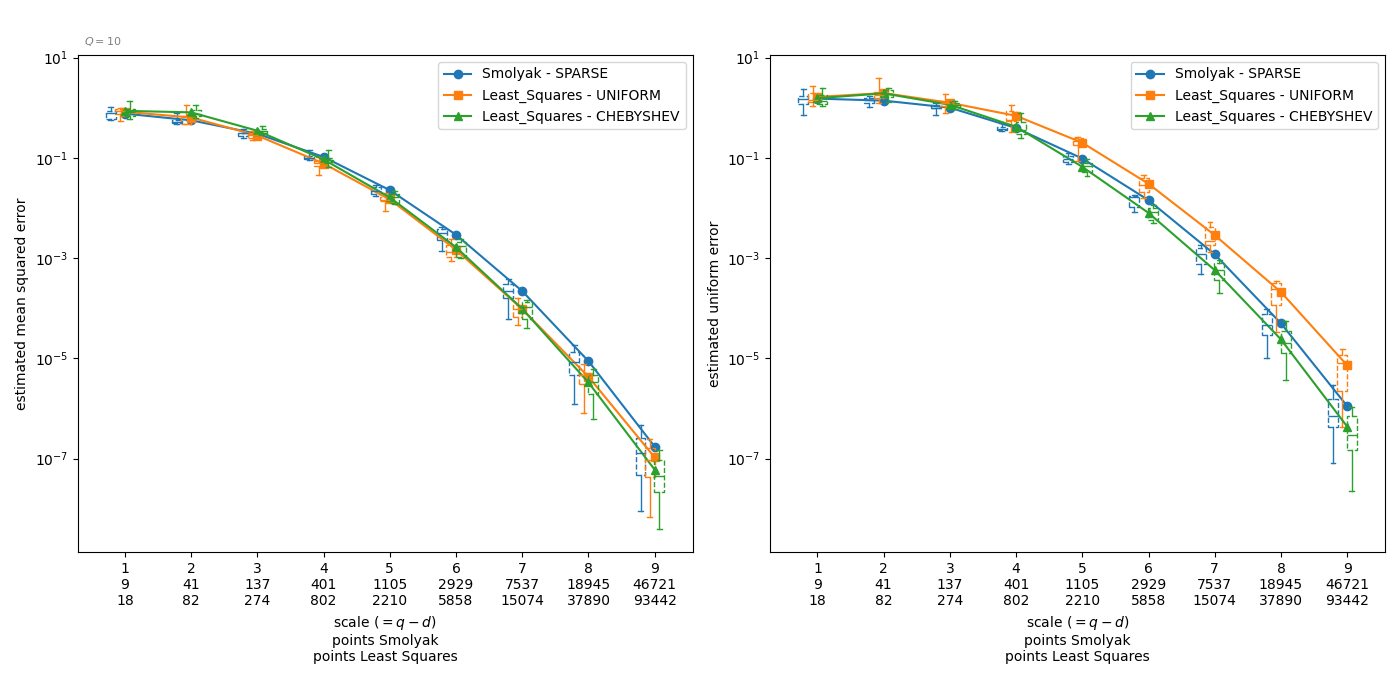 Q = 10
10¹
10⁻¹
10⁻³
10⁻⁵
10⁻⁷
estimated mean squared error
Smolyak - SPARSE
Least_Squares - UNIFORM
Least_Squares - CHEBYSHEV
1 2 3 4 5 6 7 8 9
9 41 137 401 1105 2929 7537 18945 46721
18 82 274 802 2210 5858 15074 37890 93442
scale (= q − d)
points Smolyak
points Least Squares
10¹
10⁻¹
10⁻³
10⁻⁵
10⁻⁷
estimated uniform error
Smolyak - SPARSE
Least_Squares - UNIFORM
Least_Squares - CHEBYSHEV
1 2 3 4 5 6 7 8 9
9 41 137 401 1105 2929 7537 18945 46721
18 82 274 802 2210 5858 15074 37890 93442
scale (= q − d)
points Smolyak
points Least Squares